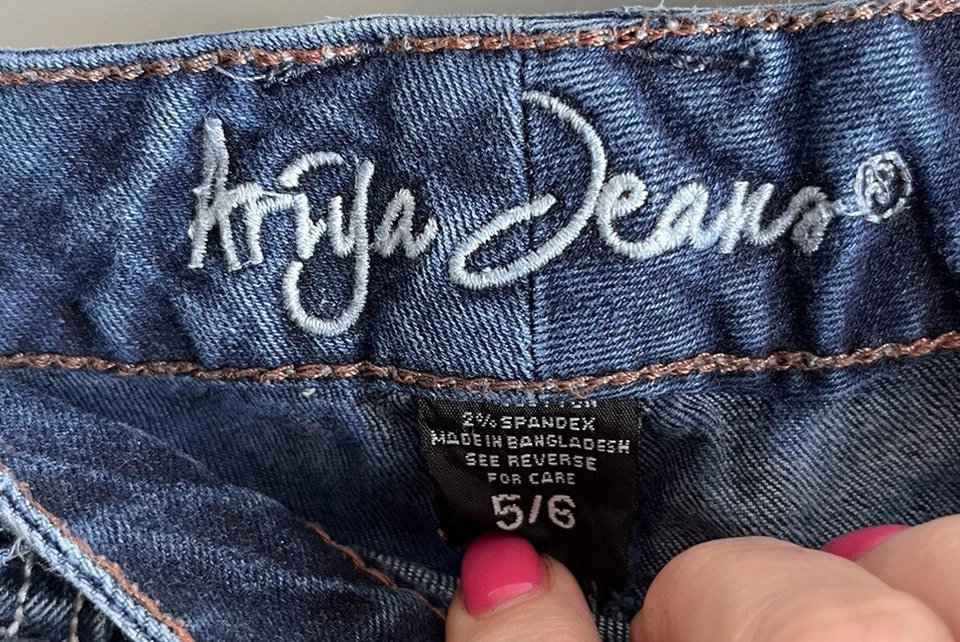 Ariya Jeans®
2% SPANDEX
MADE IN BANGLADESH
SEE REVERSE
FOR CARE
5/6